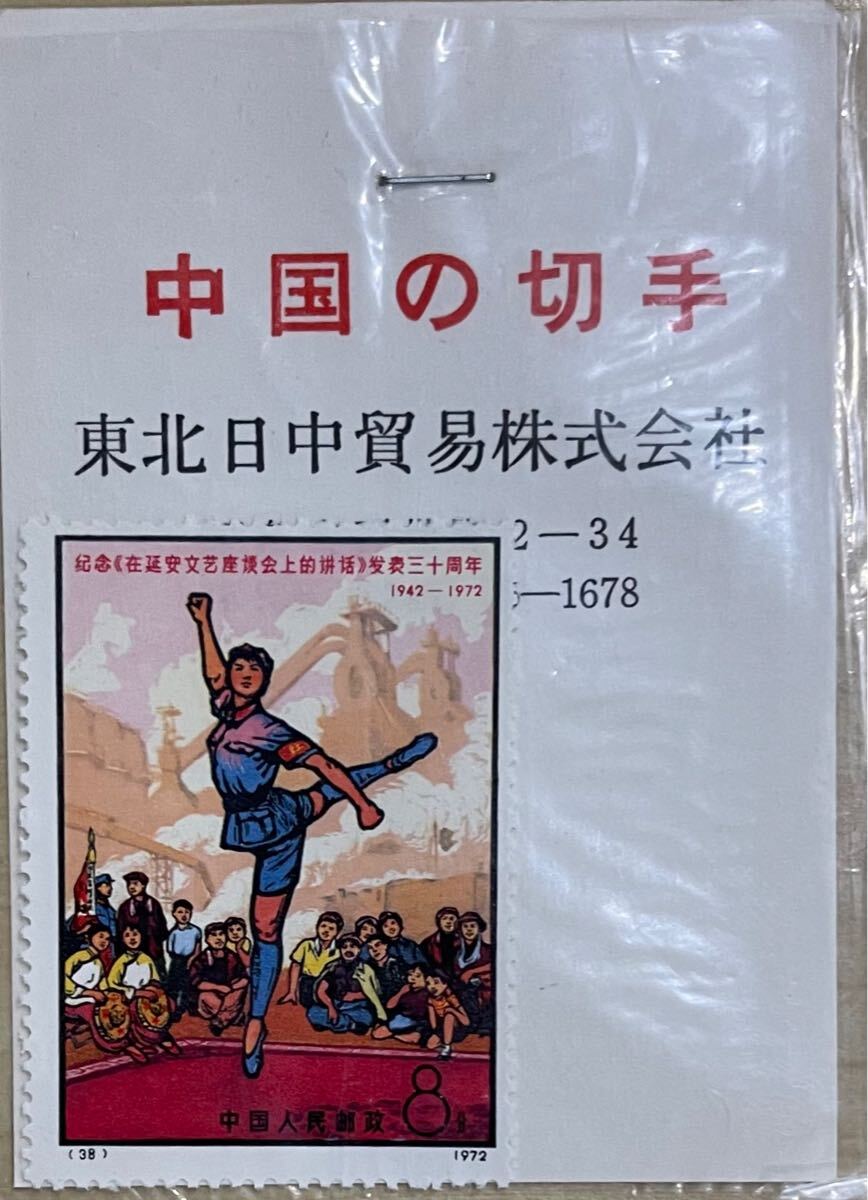 中国の切手
東北日中貿易株式会社
2-34
-1678
纪念《在延安文艺座谈会上的讲话》发表三十周年
1942-1972
中国人民邮政 8分
(38)
1972